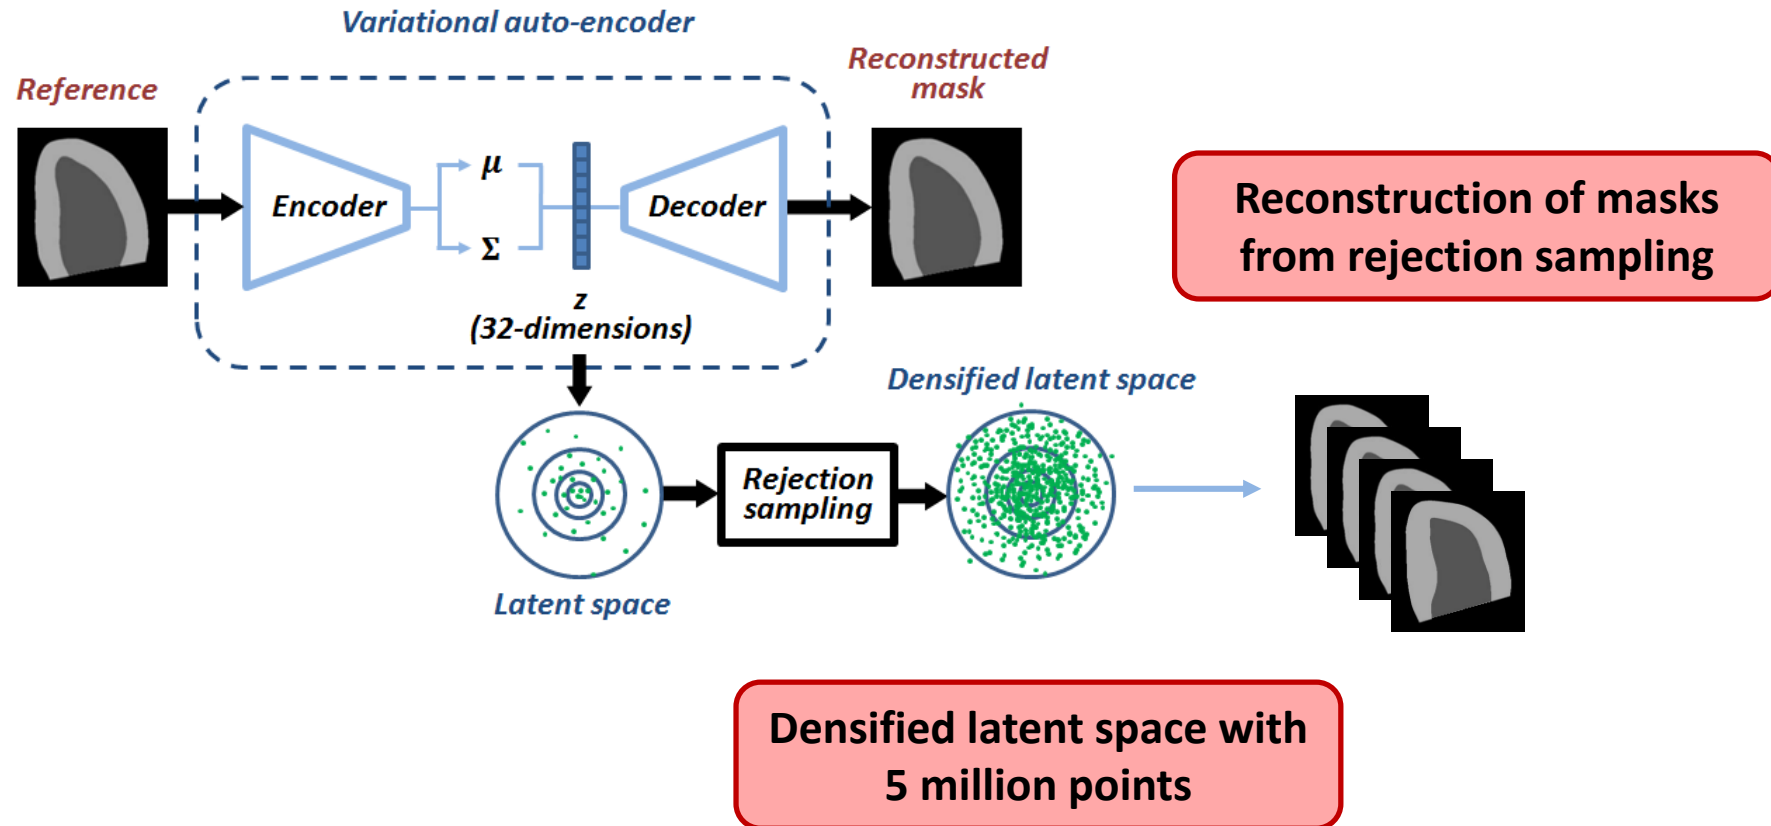 Variational auto-encoder
Reference
Reconstructed
mask
Encoder
μ
Σ
Decoder
z
(32-dimensions)
Reconstruction of masks
from rejection sampling
Densified latent space
Rejection
sampling
Latent space
Densified latent space with
5 million points